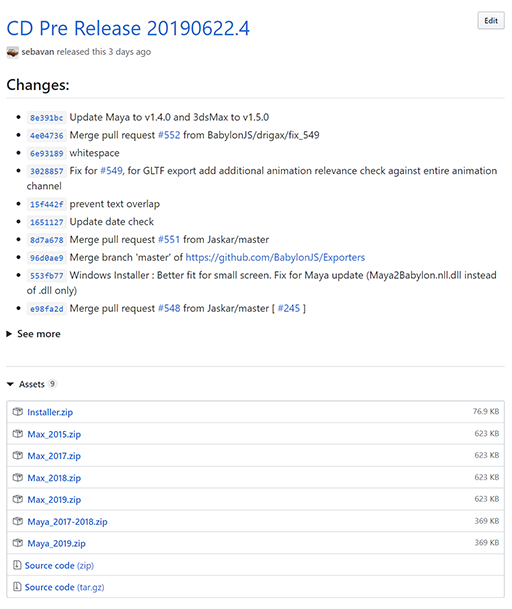 CD Pre Release 20190622.4
Edit
sebavan released this 3 days ago
Changes:
8e391bc Update Maya to v1.4.0 and 3dsMax to v1.5.0
4e04736 Merge pull request #552 from BabylonJS/drigax/fix_549
6e93189 whitespace
3028857 Fix for #549, for GLTF export add additional animation relevance check against entire animation
channel
15f442f prevent text overlap
1651127 Update date check
8d7a678 Merge pull request #551 from Jaskar/master
96d0ae9 Merge branch 'master' of https://github.com/BabylonJS/Exporters
553fb77 Windows Installer : Better fit for small screen. Fix for Maya update (Maya2Babylon.nll.dll instead
of .dll only)
e98fa2d Merge pull request #548 from Jaskar/master [ #245 ]
See more
Assets 9
Installer.zip 76.9 KB
Max_2015.zip 623 KB
Max_2017.zip 623 KB
Max_2018.zip 623 KB
Max_2019.zip 623 KB
Maya_2017-2018.zip 369 KB
Maya_2019.zip 369 KB
Source code (zip)
Source code (tar.gz)